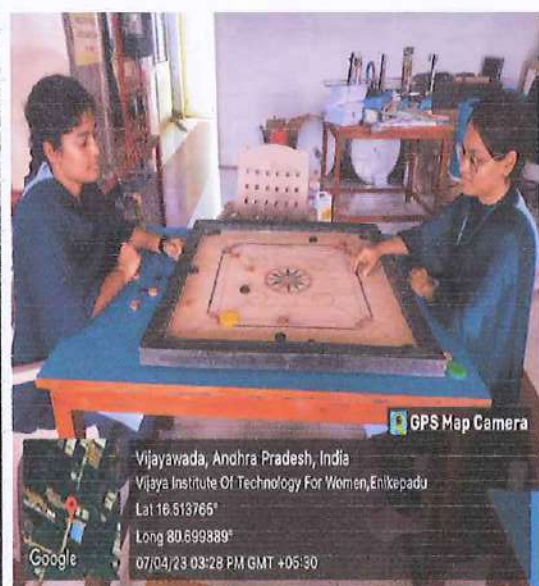 GPS Map Camera
Vijayawada, Andhra Pradesh, India
Vijaya Institute Of Technology For Women,Enikepadu
Lat 16.513765°
Long 80.699889°
07/04/23 03:28 PM GMT +05:30
Google